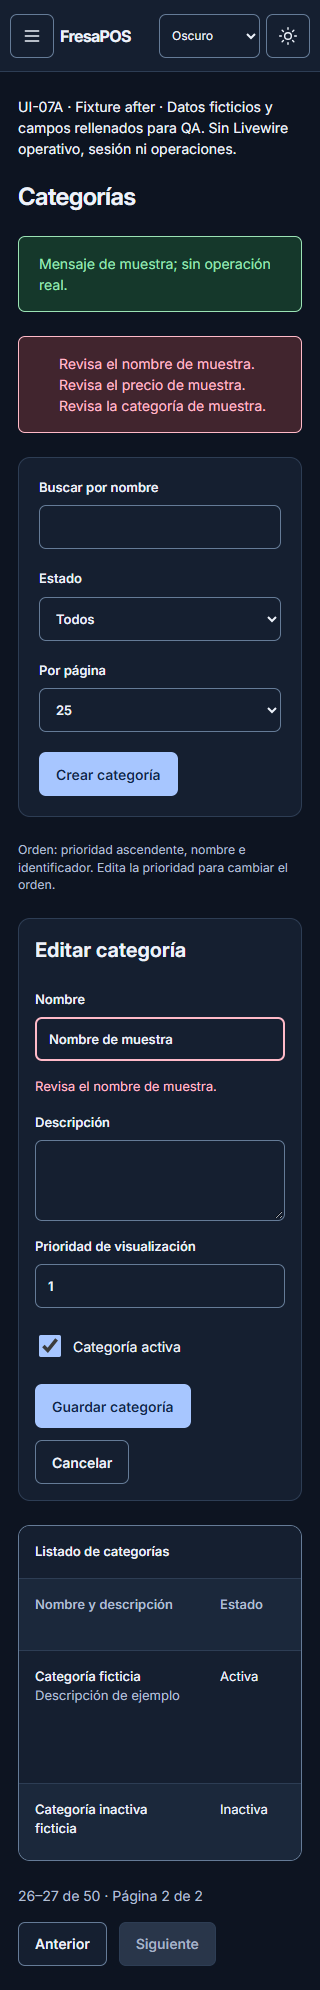 FresaPOS
Oscuro
UI-07A · Fixture after · Datos ficticios y
campos rellenados para QA. Sin Livewire
operativo, sesión ni operaciones.
Categorías
Mensaje de muestra; sin operación
real.
Revisa el nombre de muestra.
Revisa el precio de muestra.
Revisa la categoría de muestra.
Buscar por nombre
Estado
Todos
Por página
25
Crear categoría
Orden: prioridad ascendente, nombre e
identificador. Edita la prioridad para cambiar el
orden.
Editar categoría
Nombre
Nombre de muestra
Revisa el nombre de muestra.
Descripción
Prioridad de visualización
1
Categoría activa
Guardar categoría
Cancelar
Listado de categorías
Nombre y descripción Estado
Categoría ficticia Activa
Descripción de ejemplo
Categoría inactiva Inactiva
ficticia
26–27 de 50 · Página 2 de 2
Anterior Siguiente